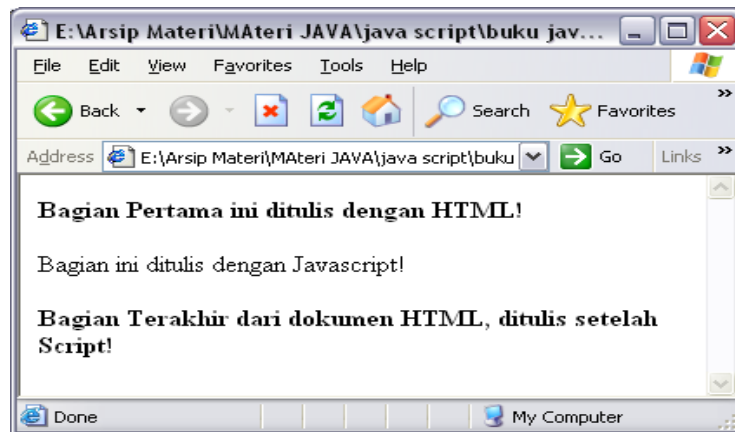 E:\Arsip Materi\MAteri JAVA\java script\buku jav...
File Edit View Favorites Tools Help
Back Search Favorites »
Address E:\Arsip Materi\MAteri JAVA\java script\buku Go Links »
Bagian Pertama ini ditulis dengan HTML!
Bagian ini ditulis dengan Javascript!
Bagian Terakhir dari dokumen HTML, ditulis setelah
Script!
Done My Computer